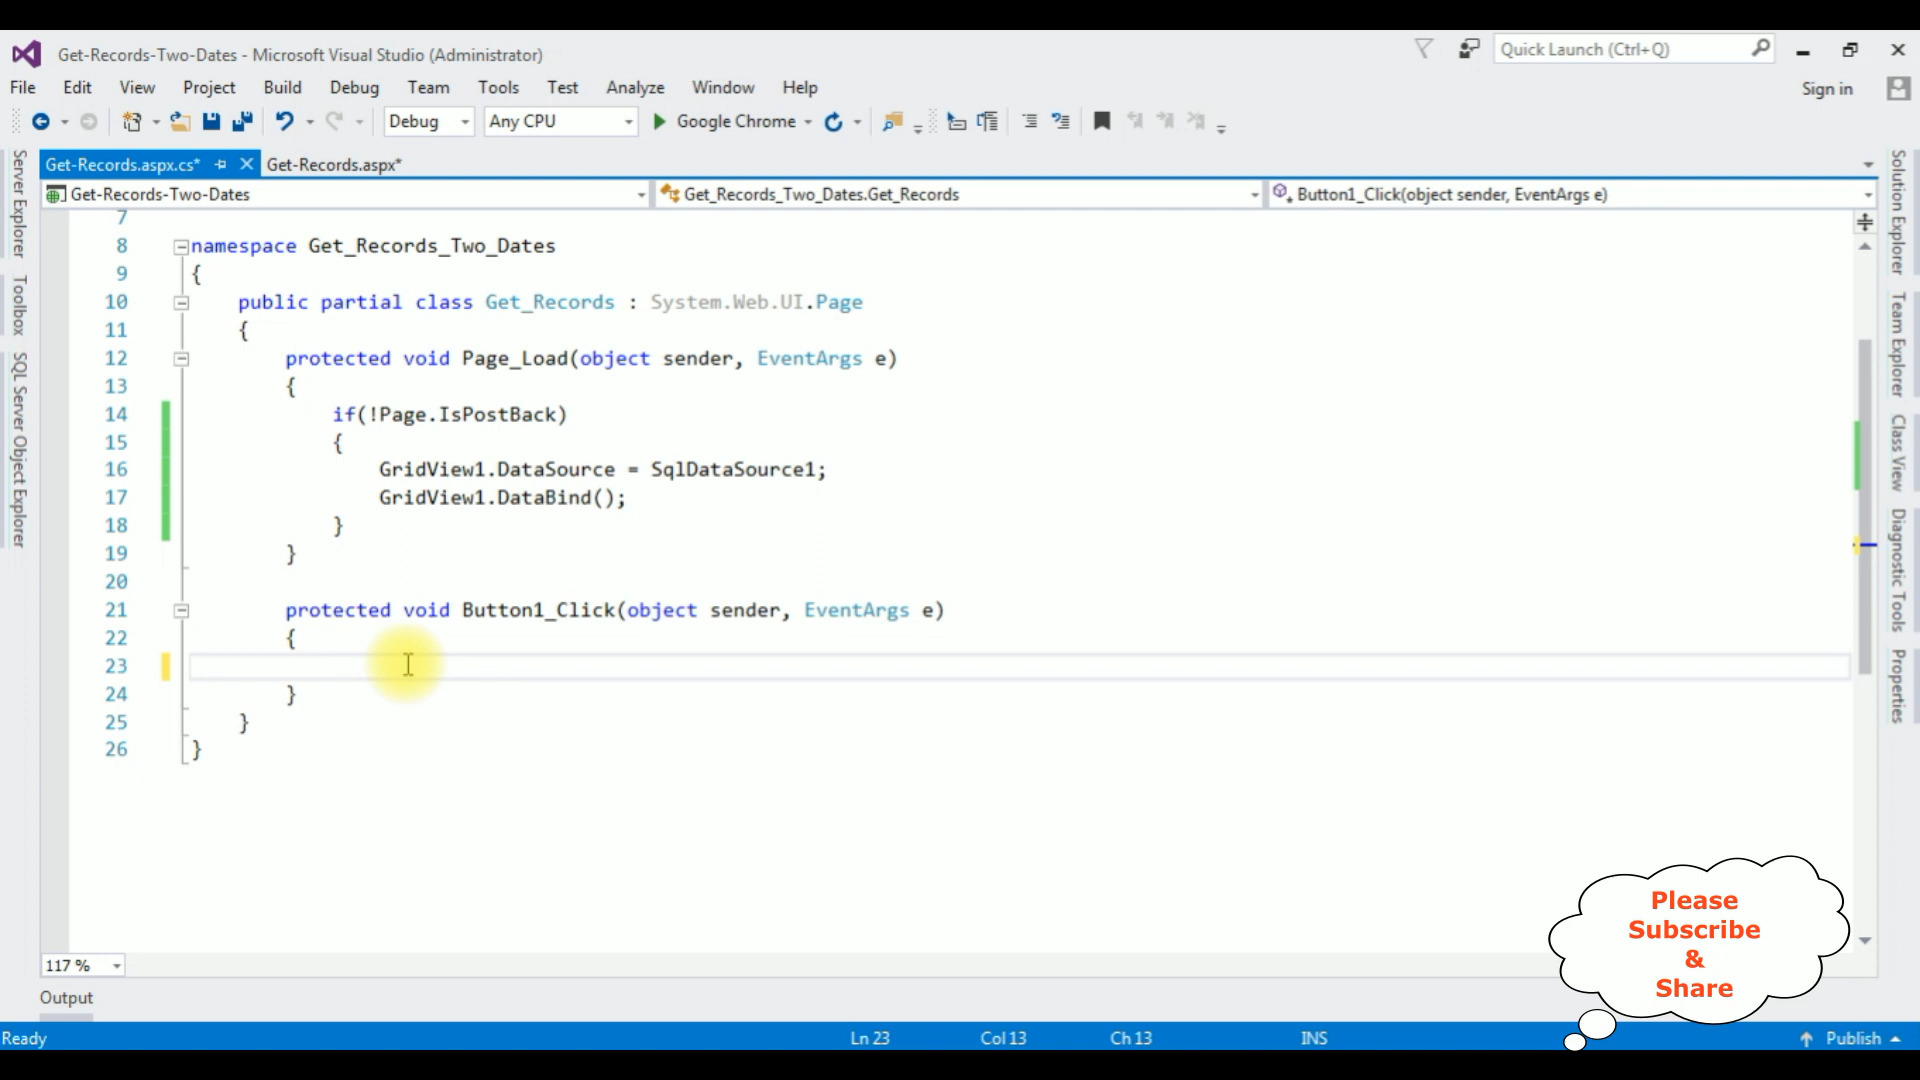 Get-Records-Two-Dates - Microsoft Visual Studio (Administrator)
Quick Launch (Ctrl+Q)
File Edit View Project Build Debug Team Tools Test Analyze Window Help
Sign in
Debug Any CPU Google Chrome
Get-Records.aspx.cs* Get-Records.aspx*
Get-Records-Two-Dates Get_Records_Two_Dates.Get_Records Button1_Click(object sender, EventArgs e)
Server Explorer
Toolbox
SQL Server Object Explorer
7
8 namespace Get_Records_Two_Dates
9 {
10 public partial class Get_Records : System.Web.UI.Page
11 {
12 protected void Page_Load(object sender, EventArgs e)
13 {
14 if(!Page.IsPostBack)
15 {
16 GridView1.DataSource = SqlDataSource1;
17 GridView1.DataBind();
18 }
19 }
20
21 protected void Button1_Click(object sender, EventArgs e)
22 {
23
24 }
25 }
26 }
Solution Explorer
Team Explorer
Class View
Diagnostic Tools
Properties
Please
Subscribe
&
Share
117 %
Output
Ready Ln 23 Col 13 Ch 13 INS Publish